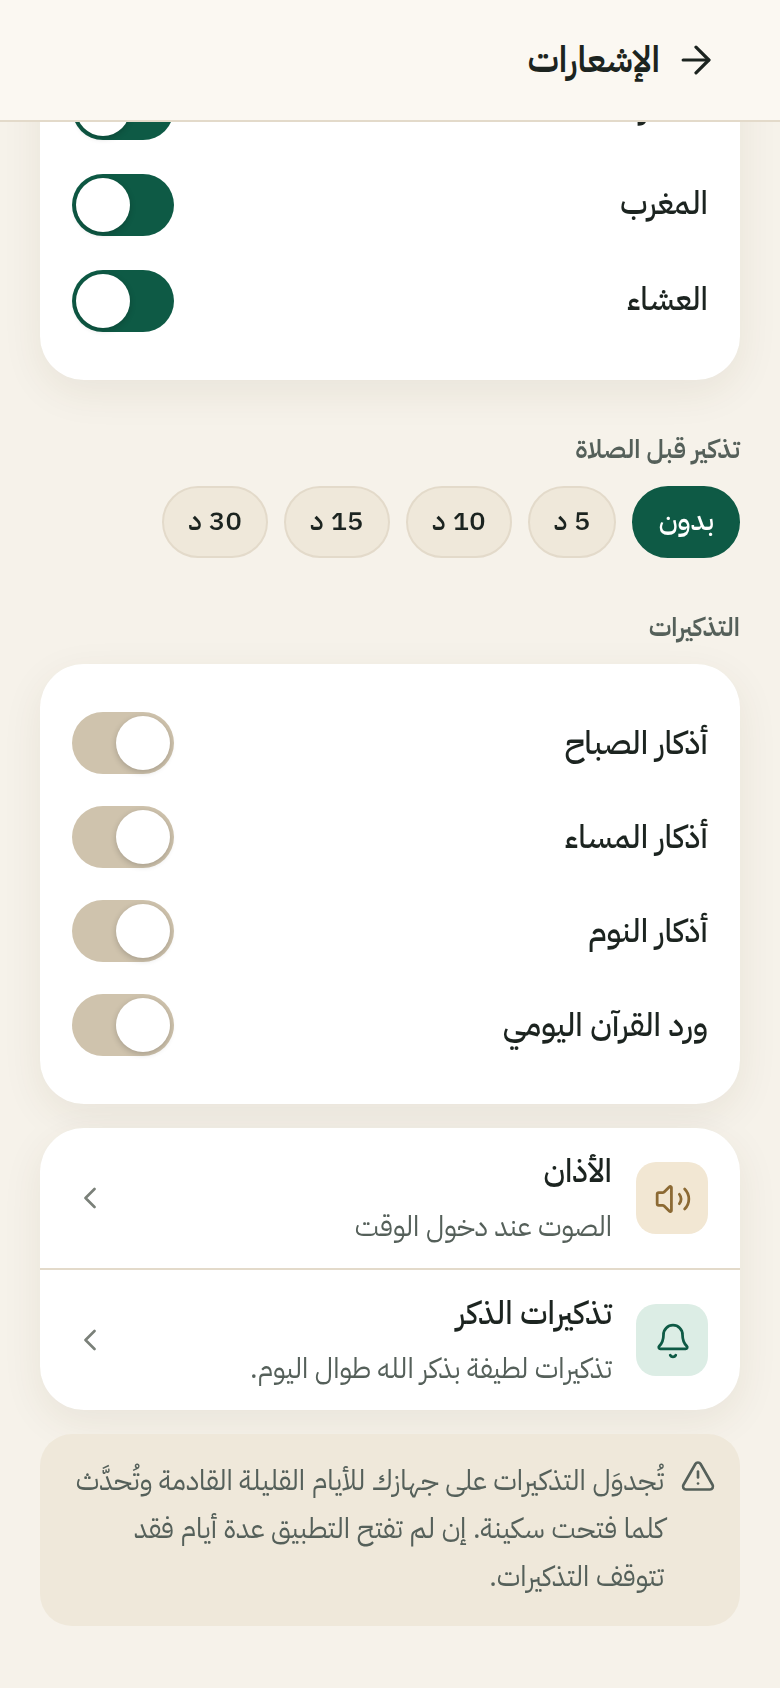 الإشعارات
المغرب
العشاء
تذكير قبل الصلاة
بدون
5 د
10 د
15 د
30 د
التذكيرات
أذكار الصباح
أذكار المساء
أذكار النوم
ورد القرآن اليومي
الأذان
الصوت عند دخول الوقت
تذكيرات الذكر
تذكيرات لطيفة بذكر الله طوال اليوم.
تُجدوَل التذكيرات على جهازك للأيام القليلة القادمة وتُحدَّث
كلما فتحت سكينة. إن لم تفتح التطبيق عدة أيام فقد
تتوقف التذكيرات.